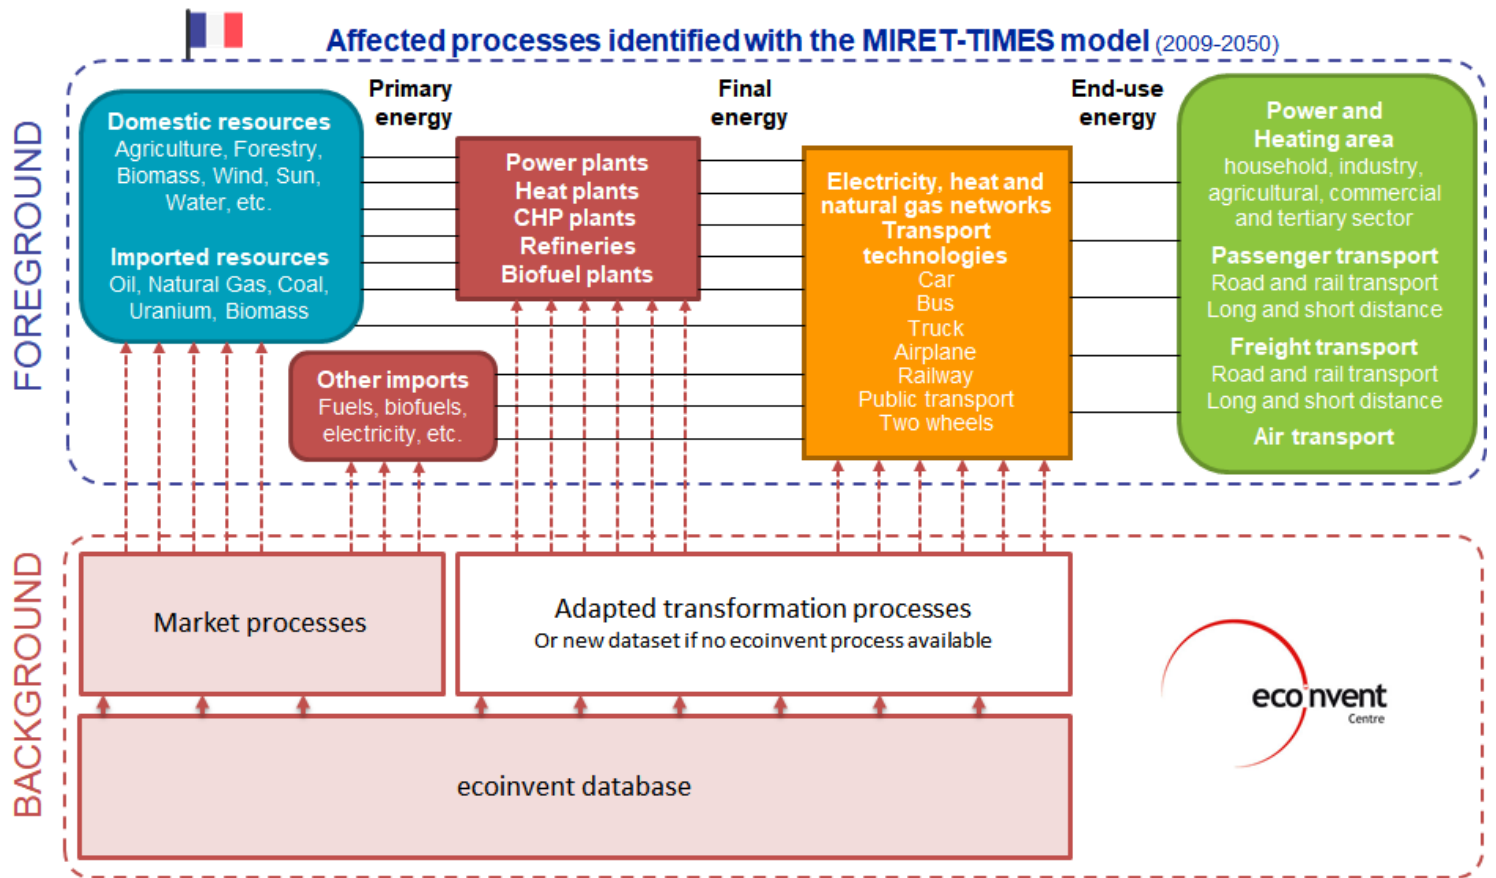 Affected processes identified with the MIRET-TIMES model (2009-2050)
FOREGROUND
Domestic resources
Agriculture, Forestry,
Biomass, Wind, Sun,
Water, etc.
Imported resources
Oil, Natural Gas, Coal,
Uranium, Biomass
Primary
energy
Power plants
Heat plants
CHP plants
Refineries
Biofuel plants
Other imports
Fuels, biofuels,
electricity, etc.
Final
energy
Electricity, heat and
natural gas networks
Transport
technologies
Car
Bus
Truck
Airplane
Railway
Public transport
Two wheels
End-use
energy
Power and
Heating area
household, industry,
agricultural, commercial
and tertiary sector
Passenger transport
Road and rail transport
Long and short distance
Freight transport
Road and rail transport
Long and short distance
Air transport
BACKGROUND
Market processes
Adapted transformation processes
Or new dataset if no ecoinvent process available
ecoinvent database
ecoinvent
Centre